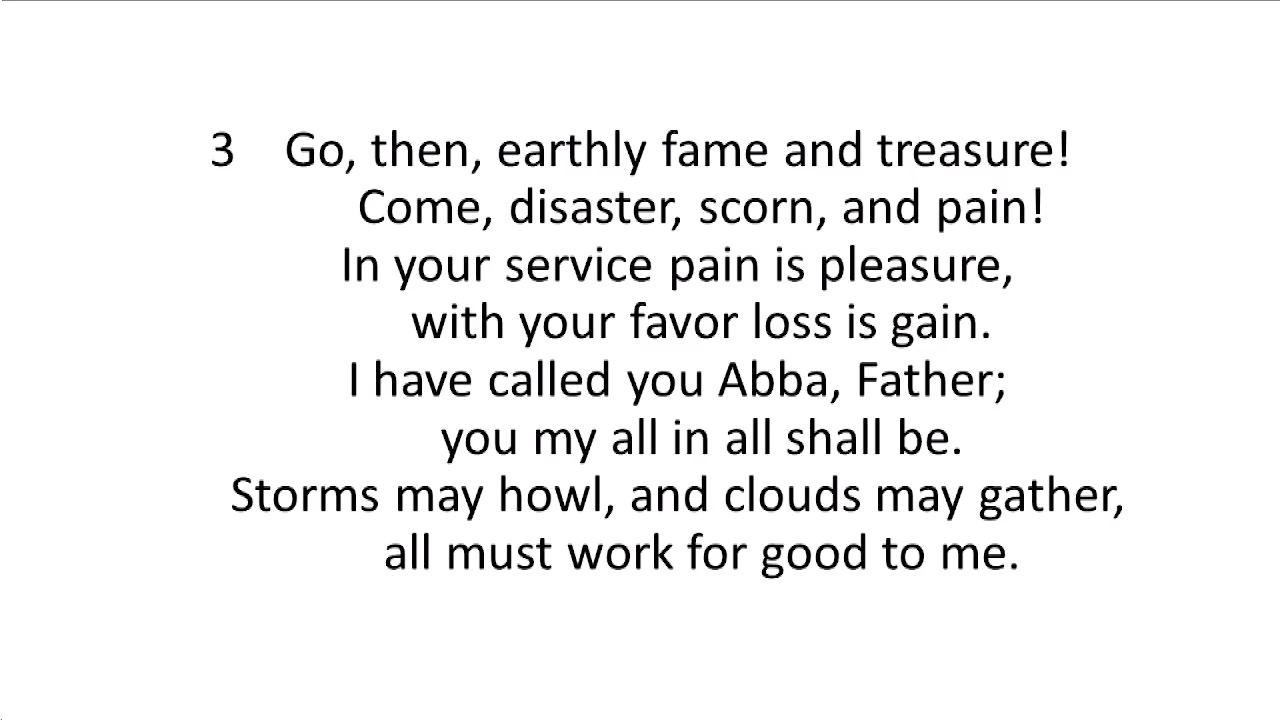 3 Go, then, earthly fame and treasure!
Come, disaster, scorn, and pain!
In your service pain is pleasure,
with your favor loss is gain.
I have called you Abba, Father;
you my all in all shall be.
Storms may howl, and clouds may gather,
all must work for good to me.